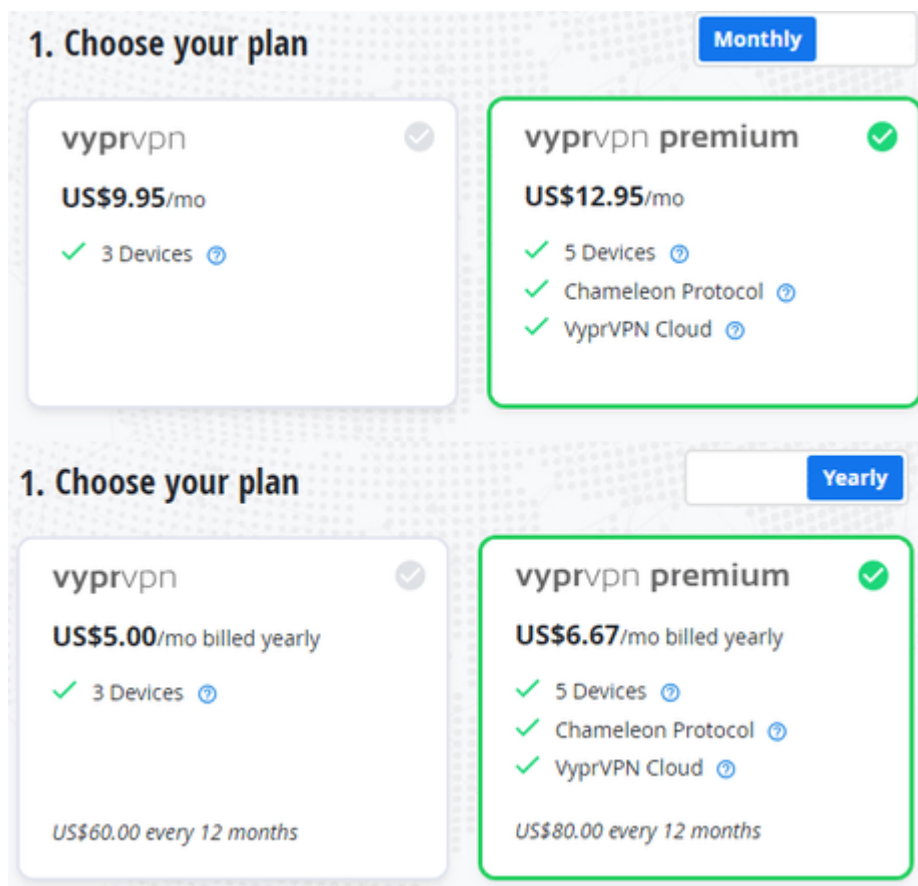 1. Choose your plan
Monthly
vyprvpn
US$9.95/mo
3 Devices
vyprvpn premium
US$12.95/mo
5 Devices
Chameleon Protocol
VyprVPN Cloud
1. Choose your plan
Yearly
vyprvpn
US$5.00/mo billed yearly
3 Devices
US$60.00 every 12 months
vyprvpn premium
US$6.67/mo billed yearly
5 Devices
Chameleon Protocol
VyprVPN Cloud
US$80.00 every 12 months